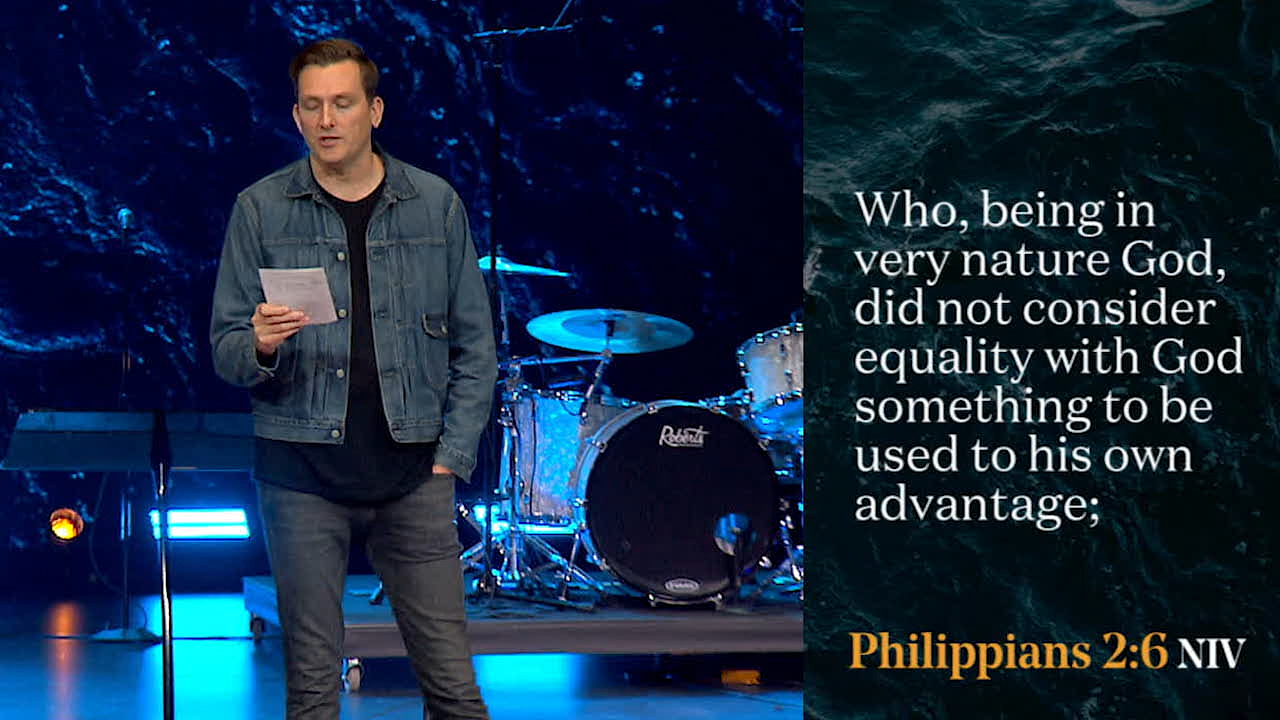 Who, being in
very nature God,
did not consider
equality with God
something to be
used to his own
advantage;
Philippians 2:6 NIV
Roberts